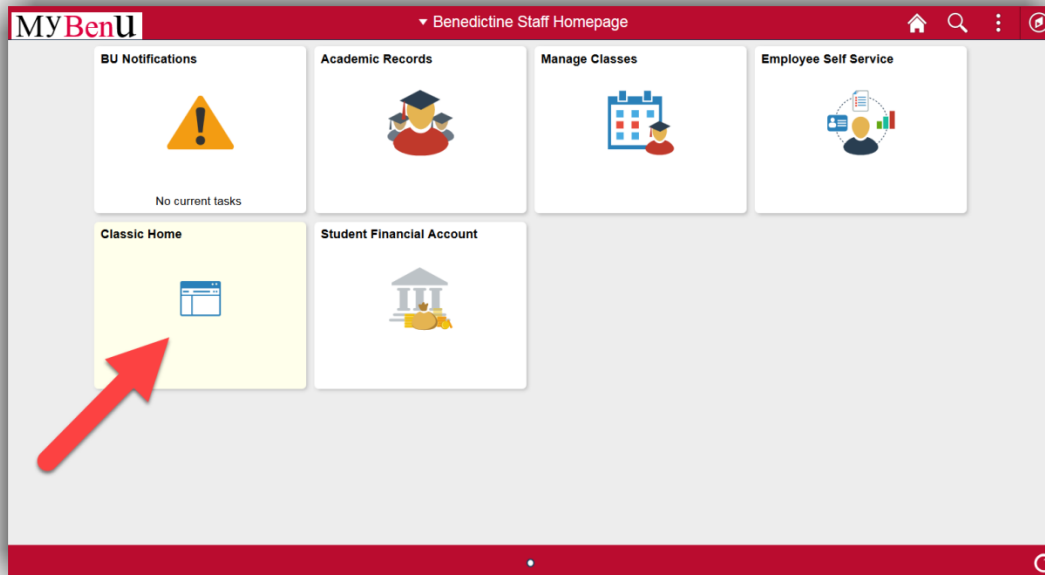 MyBenU
Benedictine Staff Homepage
BU Notifications
Academic Records
Manage Classes
Employee Self Service
No current tasks
Classic Home
Student Financial Account